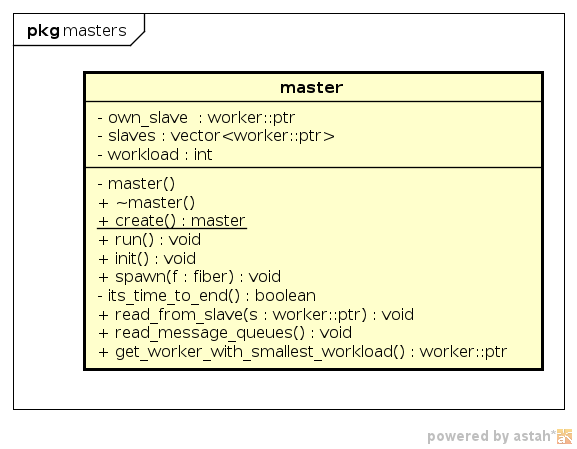 pkg masters
master
- own_slave : worker::ptr
- slaves : vector<worker::ptr>
- workload : int
- master()
+ ~master()
+ create() : master
+ run() : void
+ init() : void
+ spawn(f : fiber) : void
- its_time_to_end() : boolean
+ read_from_slave(s : worker::ptr) : void
+ read_message_queues() : void
+ get_worker_with_smallest_workload() : worker::ptr
powered by astah*